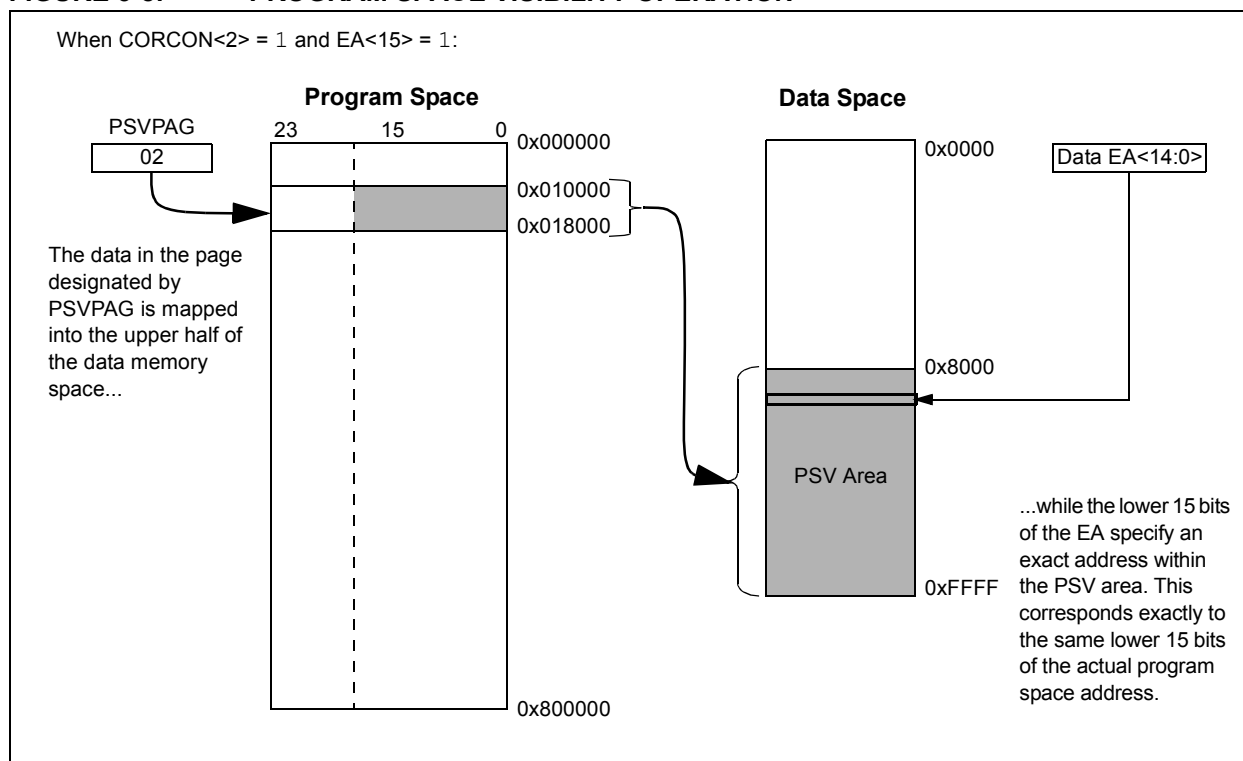 When CORCON<2> = 1 and EA<15> = 1:
Program Space
Data Space
PSVPAG
02
23
15
0
0x000000
0x010000
0x018000
0x800000
The data in the page
designated by
PSVPAG is mapped
into the upper half of
the data memory
space...
0x0000
0x8000
0xFFFF
PSV Area
Data EA<14:0>
...while the lower 15 bits
of the EA specify an
exact address within
the PSV area. This
corresponds exactly to
the same lower 15 bits
of the actual program
space address.